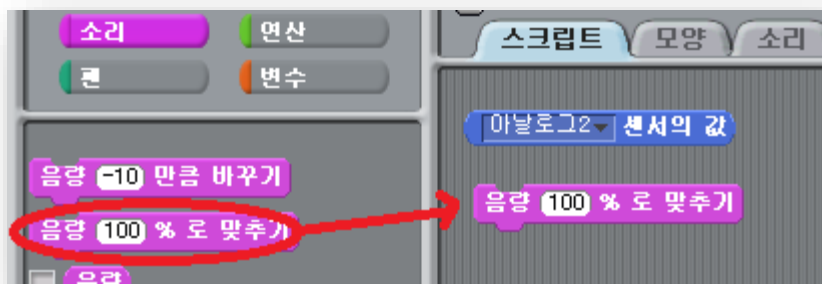 소리
연산
펜
변수
음량 -10 만큼 바꾸기
음량 100 % 로 맞추기
음량
스크립트
모양
소리
아날로그2 센서의 값
음량 100 % 로 맞추기